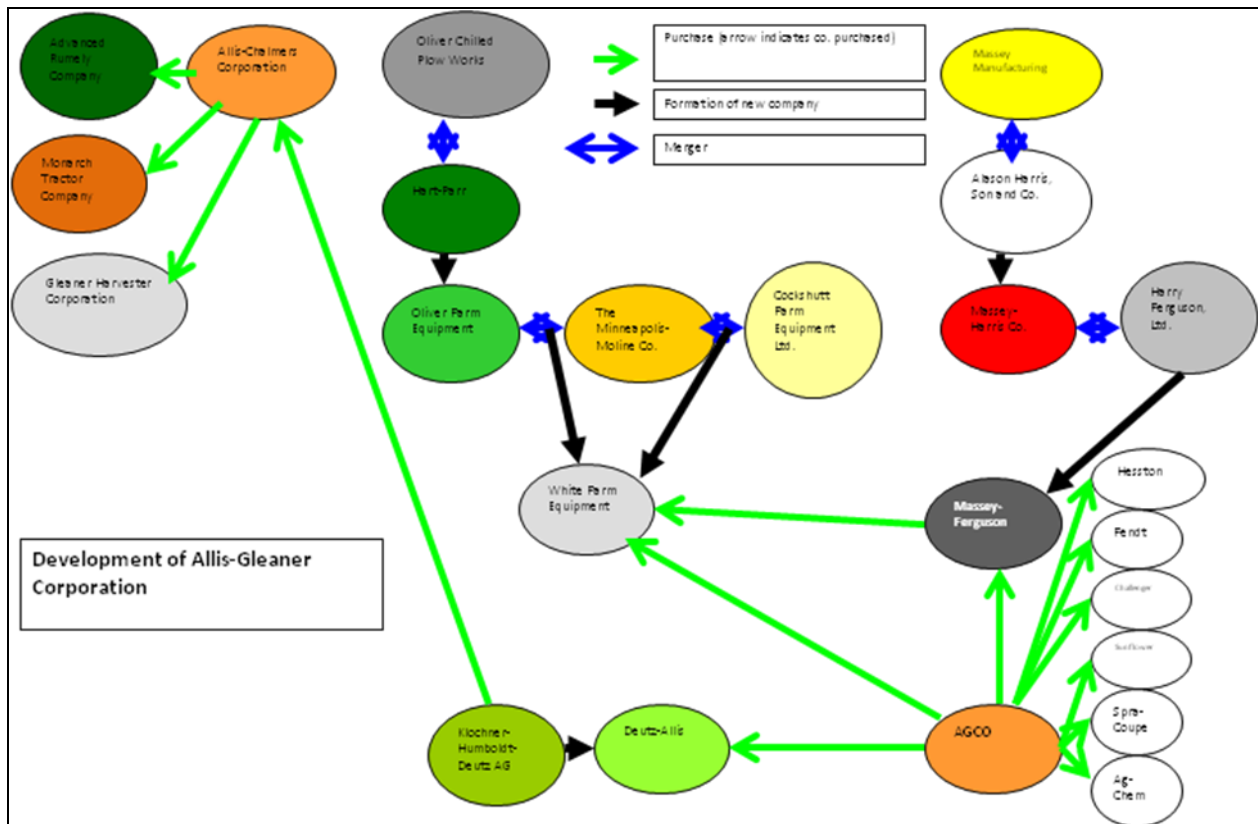 Advanced
Rumely
Company
Allis-Chalmers
Corporation
Oliver Chilled
Plow Works
Purchase (arrow indicates co. purchased)
Formation of new company
Merger
Massey
Manufacturing
Monarch
Tractor
Company
Hart-Parr
Alason Harris,
Son and Co.
Gleaner Harvester
Corporation
Oliver Farm
Equipment
The
Minneapolis-
Moline Co.
Cockshutt
Farm
Equipment
Ltd.
Massey-
Harris Co.
Harry
Ferguson,
Ltd.
White Farm
Equipment
Massey-
Ferguson
Hesston
Fendt
Challenger
Sunflower
Spra-
Coupe
Ag-
Chem
Development of Allis-Gleaner
Corporation
Klochner-
Humboldt-
Deutz AG
Deutz-Allis
AGCO